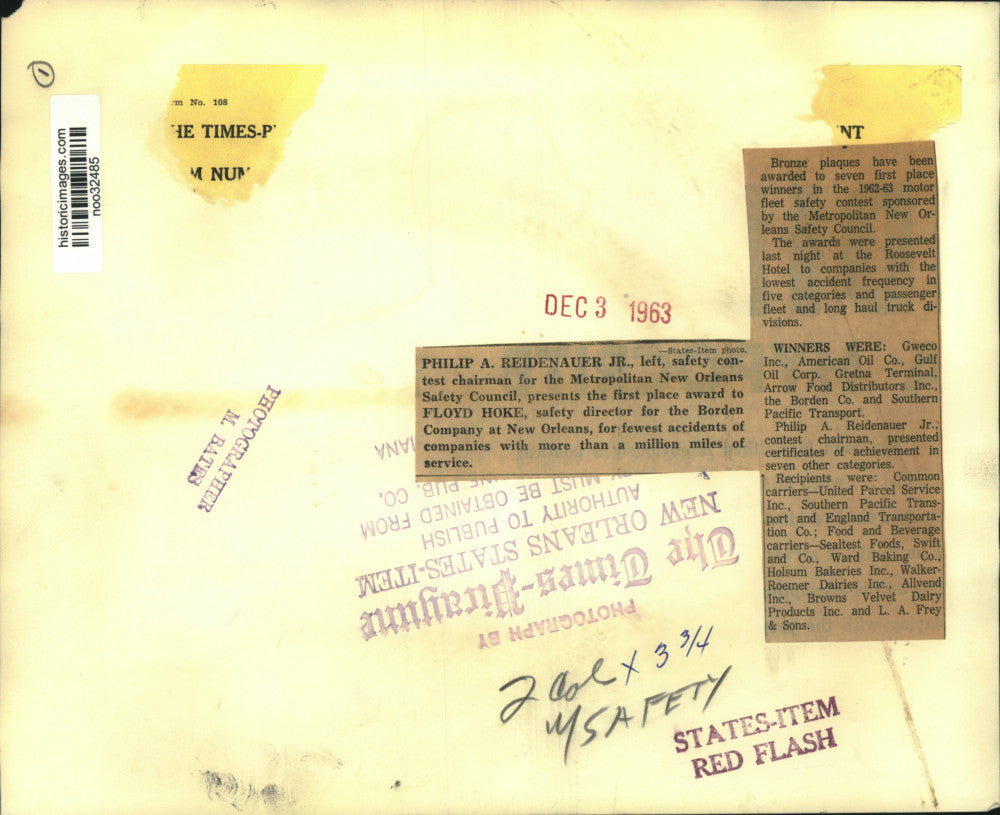 1
rm No. 108
HE TIMES-P
M NUM
NT
historicimages.com
noo32485
DEC 3 1963
—States-Item photo.
PHILIP A. REIDENAUER JR., left, safety con-
test chairman for the Metropolitan New Orleans
Safety Council, presents the first place award to
FLOYD HOKE, safety director for the Borden
Company at New Orleans, for fewest accidents of
companies with more than a million miles of
service.
Bronze plaques have been
awarded to seven first place
winners in the 1962-63 motor
fleet safety contest sponsored
by the Metropolitan New Or-
leans Safety Council.
The awards were presented
last night at the Roosevelt
Hotel to companies with the
lowest accident frequency in
five categories and passenger
fleet and long haul truck di-
visions.
WINNERS WERE: Gweco
Inc., American Oil Co., Gulf
Oil Corp. Gretna Terminal,
Arrow Food Distributors Inc.,
the Borden Co. and Southern
Pacific Transport.
Philip A. Reidenauer Jr.,
contest chairman, presented
certificates of achievement in
seven other categories.
Recipients were: Common
carriers—United Parcel Service
Inc., Southern Pacific Trans-
port and England Transporta-
tion Co.; Food and Beverage
carriers—Sealtest Foods, Swift
and Co., Ward Baking Co.,
Holsum Bakeries Inc., Walker-
Roemer Dairies Inc., Allvend
Inc., Browns Velvet Dairy
Products Inc. and L. A. Frey
& Sons.
PHOTOGRAPHER
M. BATES
PHOTOGRAPH BY
The Times-Picayune
NEW ORLEANS STATES-ITEM
AUTHORITY TO PUBLISH
MUST BE OBTAINED FROM
NE PUB. CO.
IANA
2 Col x 3 3/4
SAFETY
STATES-ITEM
RED FLASH